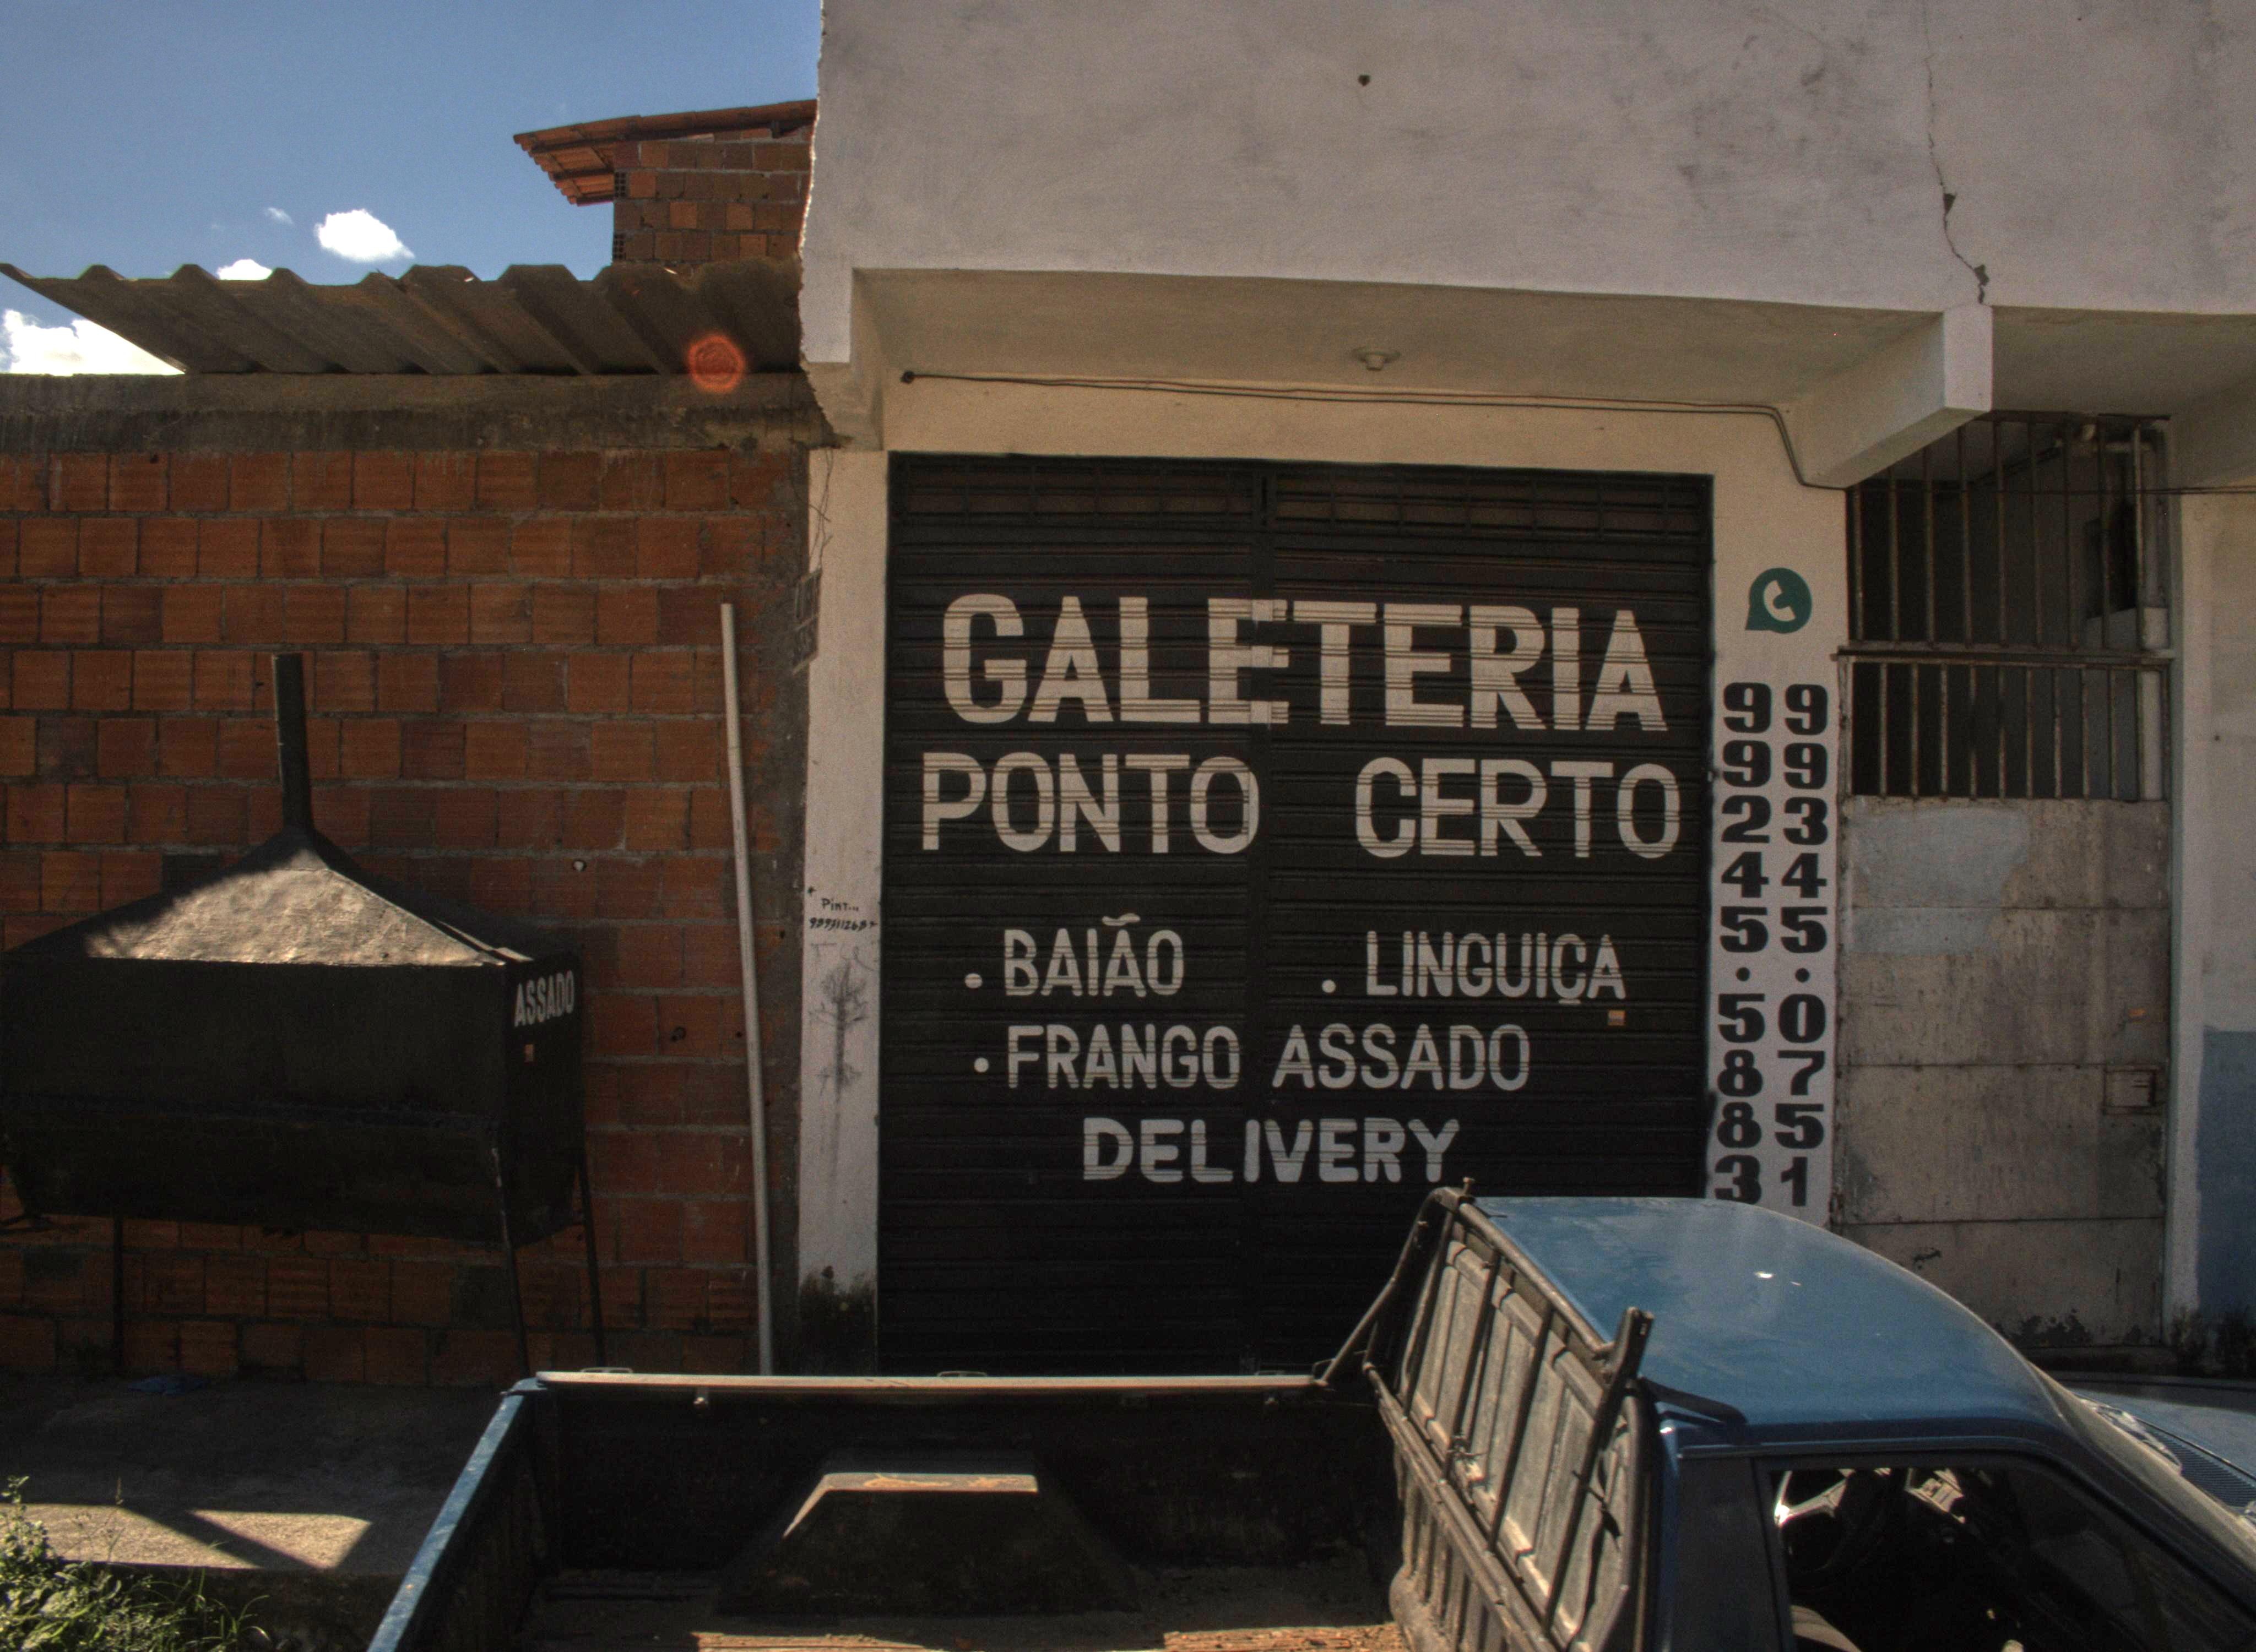 GALETERIA
PONTO CERTO
. BAIÃO . LINGUIÇA
. FRANGO ASSADO
DELIVERY
99245.5883
99345.0751
ASSADO